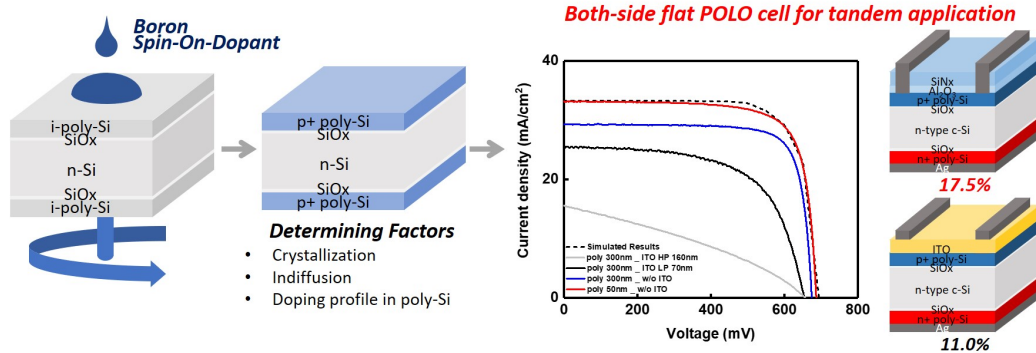 Boron
Spin-On-Dopant
i-poly-Si
SiOx
n-Si
SiOx
i-poly-Si
p+ poly-Si
SiOx
n-Si
SiOx
p+ poly-Si
Determining Factors
• Crystallization
• Indiffusion
• Doping profile in poly-Si
Both-side flat POLO cell for tandem application
Current density (mA/cm²)
40
20
0
0
200
400
600
800
Voltage (mV)
Simulated Results
poly 300nm _ ITO HP 160nm
poly 300nm _ ITO LP 70nm
poly 300nm _ w/o ITO
poly 50nm _ w/o ITO
SiNx
Al₂O₃
p+ poly-Si
SiOx
n-type c-Si
SiOx
n+ poly-Si
Ag
17.5%
ITO
p+ poly-Si
SiOx
n-type c-Si
SiOx
n+ poly-Si
Ag
11.0%